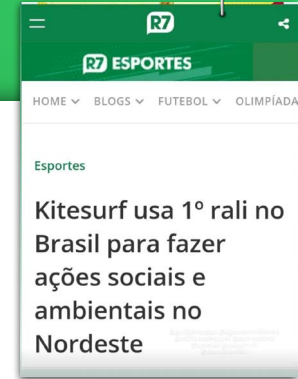 R7
R7 ESPORTES
HOME BLOGS FUTEBOL OLIMPÍADA
Esportes
Kitesurf usa 1º rali no
Brasil para fazer
ações sociais e
ambientais no
Nordeste